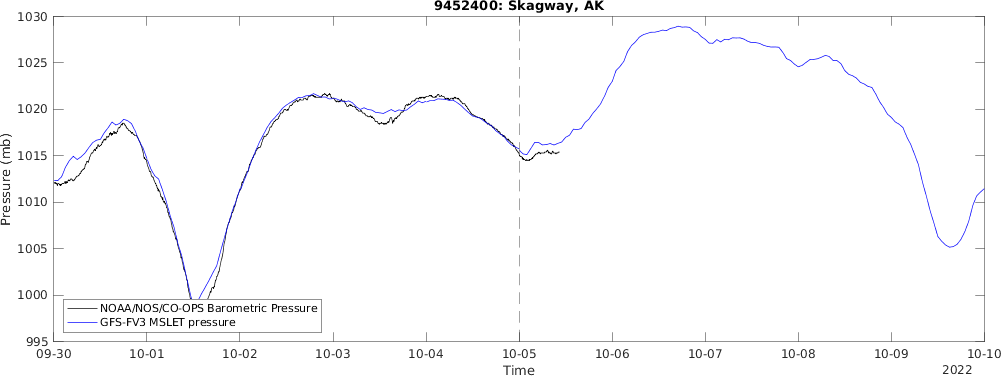 9452400: Skagway, AK
Pressure (mb)
1030
1025
1020
1015
1010
1005
1000
995
NOAA/NOS/CO-OPS Barometric Pressure
GFS-FV3 MSLET pressure
09-30 10-01 10-02 10-03 10-04 10-05 10-06 10-07 10-08 10-09 10-10
Time
2022